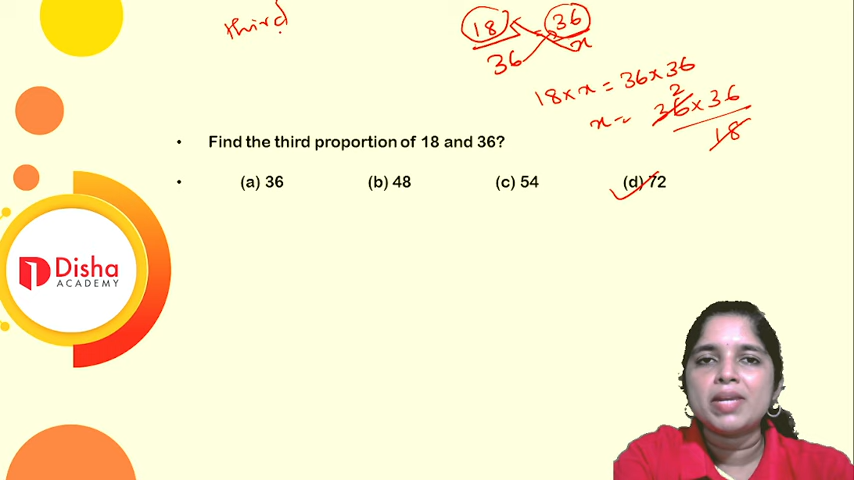 third
18 = 36
36 x
18 × x = 36 × 36
2
x = 36 × 36
18
• Find the third proportion of 18 and 36?
• (a) 36 (b) 48 (c) 54 (d) 72
Disha
ACADEMY